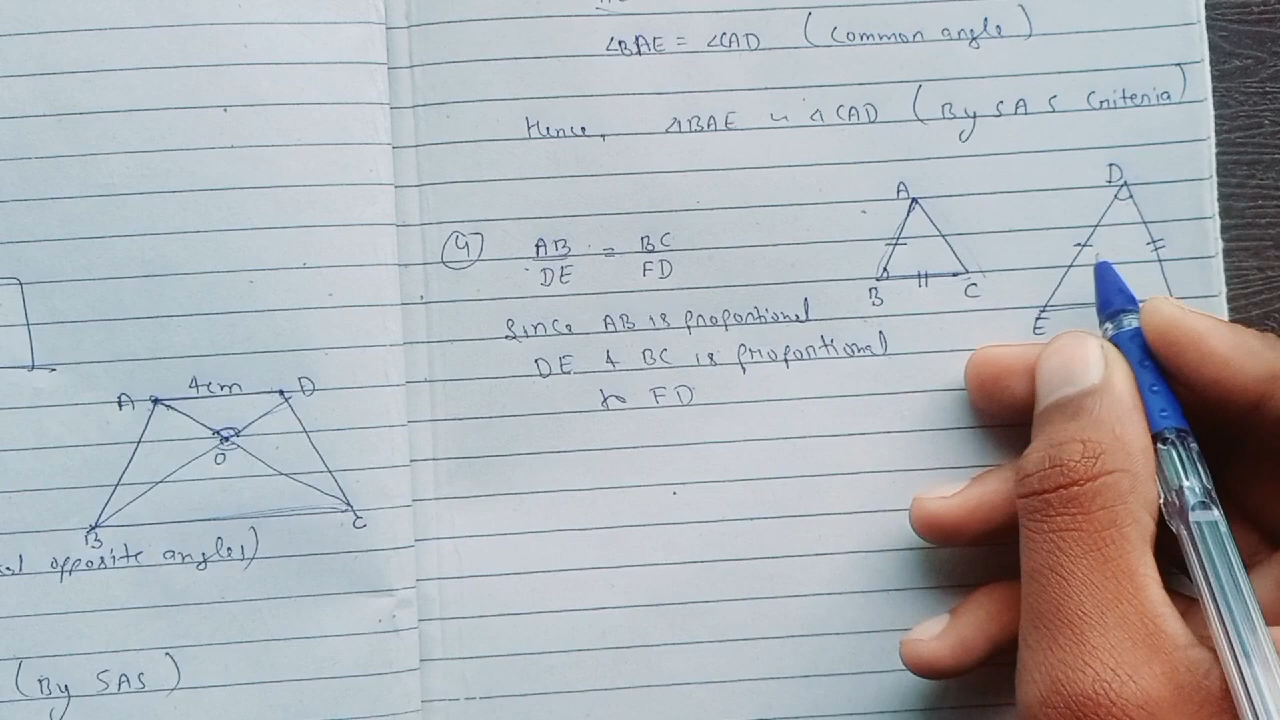 ∠BAE = ∠CAD (Common angle)
Hence, △BAE ~ △CAD (By SAS Criteria)
④ AB/DE = BC/FD
Since AB is proportional
DE & BC is proportional
to FD
A
B
C
D
E
A 4cm D
O
B
C
opposite angles)
(By SAS)